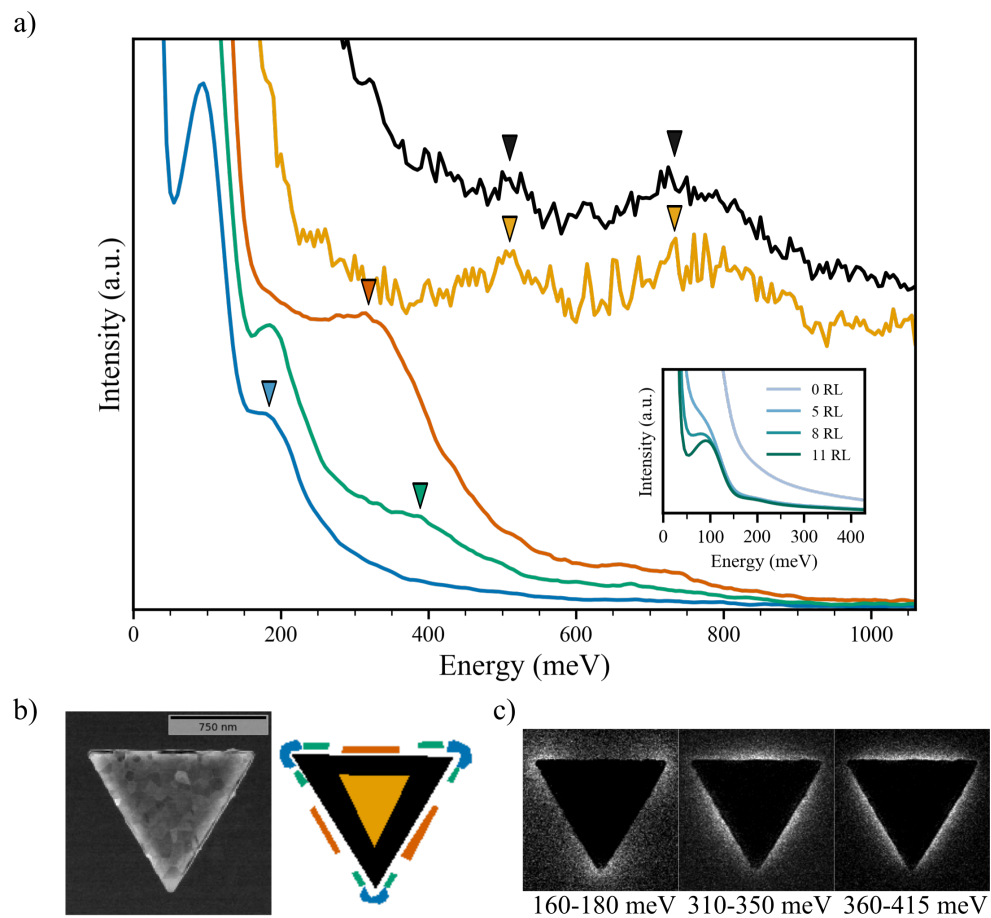 a)
Intensity (a.u.)
Intensity (a.u.)
0 RL
5 RL
8 RL
11 RL
0 100 200 300 400
Energy (meV)
0 200 400 600 800 1000
Energy (meV)
b)
750 nm
c)
160-180 meV 310-350 meV 360-415 meV